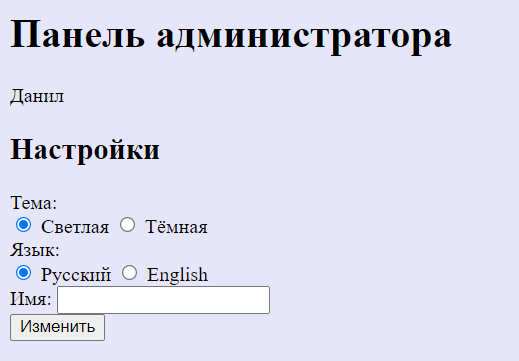 Панель администратора
Данил
Настройки
Тема:
Светлая Тёмная
Язык:
Русский English
Имя:
Изменить